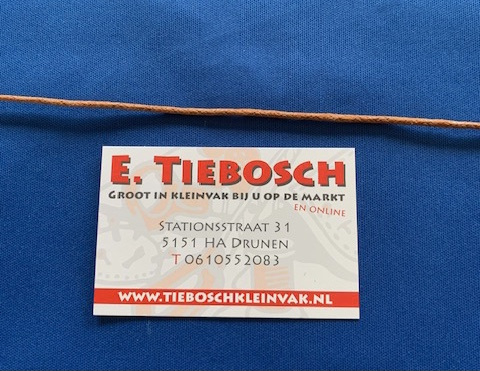 E. TIEBOSCH
GROOT IN KLEINVAK BIJ U OP DE MARKT
EN ONLINE
STATIONSSTRAAT 31
5151 HA DRUNEN
T 0610552083
WWW.TIEBOSCHKLEINVAK.NL